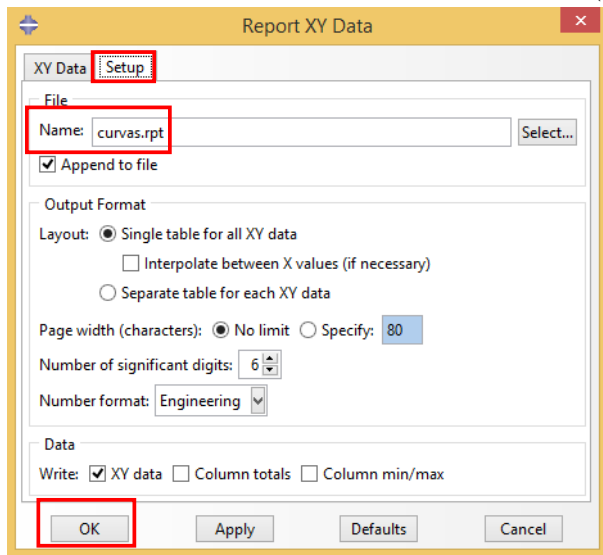 Report XY Data
XY Data Setup
File
Name: curvas.rpt Select...
Append to file
Output Format
Layout: Single table for all XY data
Interpolate between X values (if necessary)
Separate table for each XY data
Page width (characters): No limit Specify: 80
Number of significant digits: 6
Number format: Engineering
Data
Write: XY data Column totals Column min/max
OK Apply Defaults Cancel